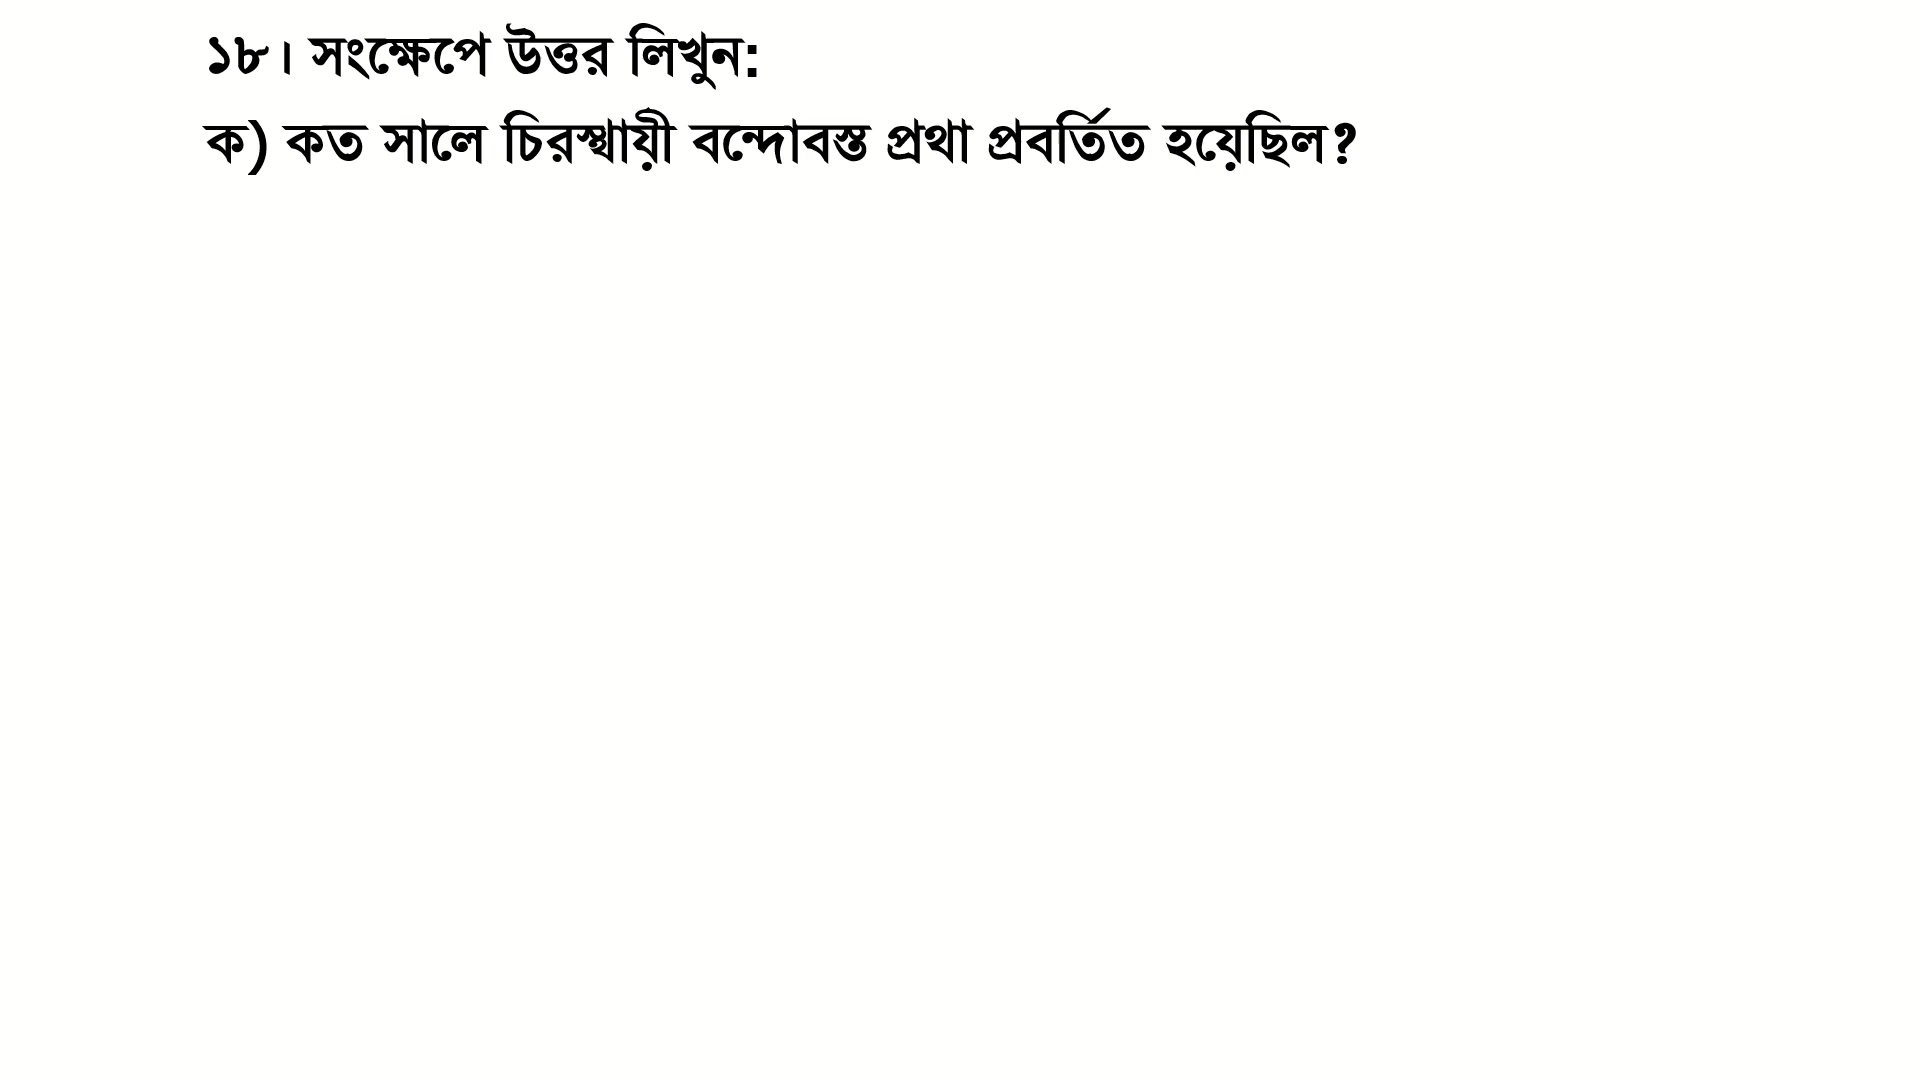 ১৮। সংক্ষেপে উত্তর লিখুন:
ক) কত সালে চিরস্থায়ী বন্দোবস্ত প্রথা প্রবর্তিত হয়েছিল?